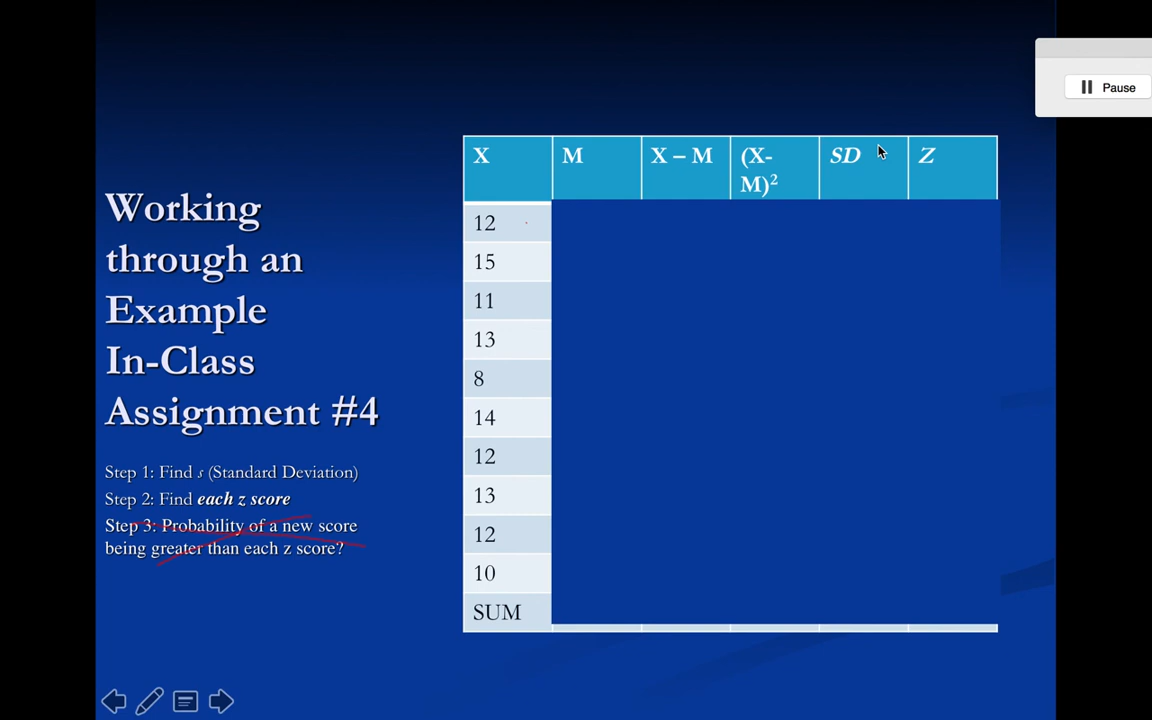 Pause
Working
through an
Example
In-Class
Assignment #4
Step 1: Find s (Standard Deviation)
Step 2: Find each z score
Step 3: Probability of a new score
being greater than each z score?
X M X – M (X- SD Z
M)²
12
15
11
13
8
14
12
13
12
10
SUM